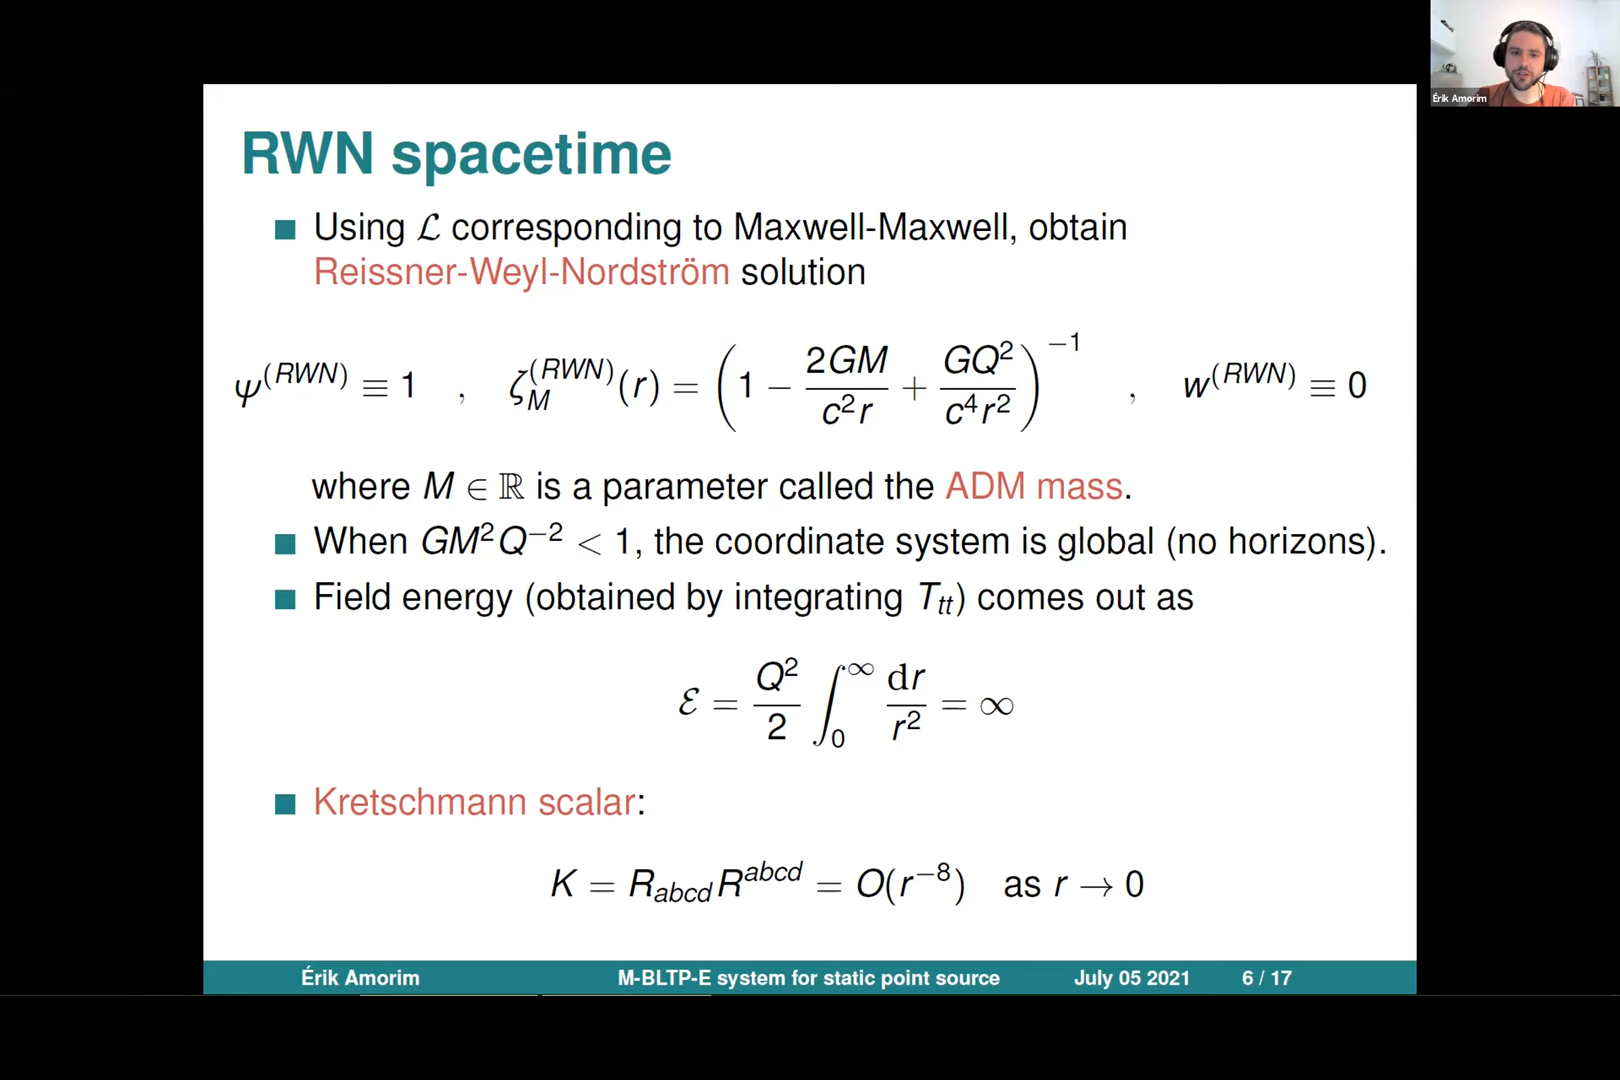 Érik Amorim
RWN spacetime
Using ℒ corresponding to Maxwell-Maxwell, obtain
Reissner-Weyl-Nordström solution
ψ^(RWN) ≡ 1 , ζ_M^(RWN)(r) = (1 − 2GM/c²r + GQ²/c⁴r²)^−1 , w^(RWN) ≡ 0
where M ∈ ℝ is a parameter called the ADM mass.
When GM²Q⁻² < 1, the coordinate system is global (no horizons).
Field energy (obtained by integrating T_tt) comes out as
ℰ = Q²/2 ∫₀^∞ dr/r² = ∞
Kretschmann scalar:
K = R_abcd R^abcd = O(r⁻⁸) as r → 0
Érik Amorim M-BLTP-E system for static point source July 05 2021 6 / 17